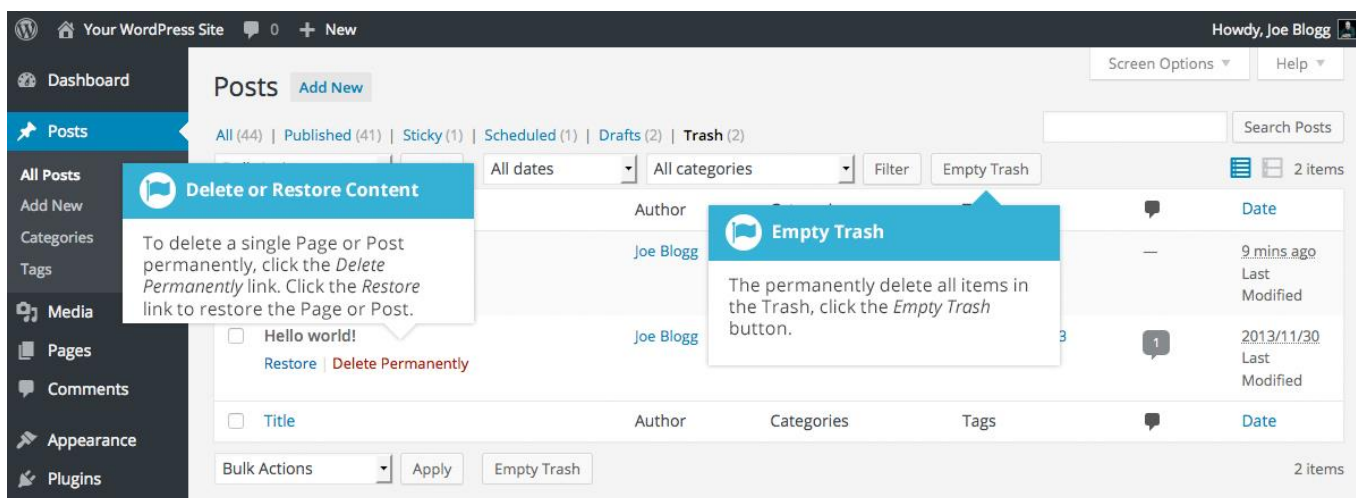 Your WordPress Site 0 + New Howdy, Joe Blogg
Dashboard
Posts Add New
Screen Options Help
Posts
All (44) | Published (41) | Sticky (1) | Scheduled (1) | Drafts (2) | Trash (2)
Search Posts
All dates All categories Filter Empty Trash 2 items
All Posts
Add New
Categories
Tags
Media
Pages
Comments
Appearance
Plugins
Delete or Restore Content
To delete a single Page or Post
permanently, click the Delete
Permanently link. Click the Restore
link to restore the Page or Post.
Author
Date
Joe Blogg
—
9 mins ago
Last
Modified
Empty Trash
The permanently delete all items in
the Trash, click the Empty Trash
button.
Hello world!
Restore | Delete Permanently
Joe Blogg
3
1
2013/11/30
Last
Modified
Title Author Categories Tags Date
Bulk Actions Apply Empty Trash 2 items